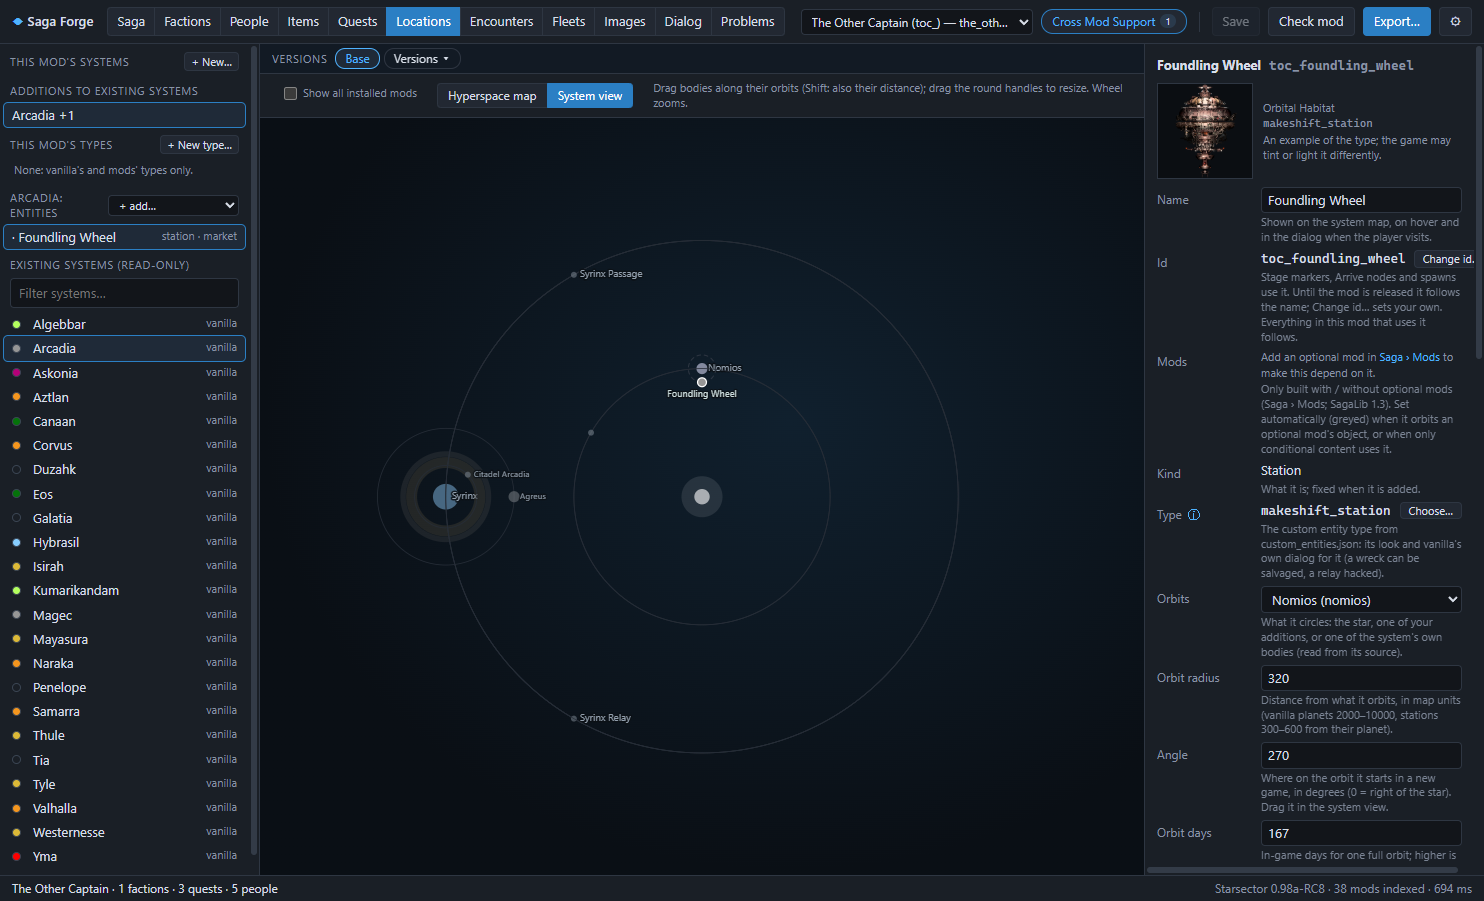 Saga Forge
Saga
Factions
People
Items
Quests
Locations
Encounters
Fleets
Images
Dialog
Problems
The Other Captain (toc_) — the_oth...
Cross Mod Support 1
Save
Check mod
Export...
THIS MOD'S SYSTEMS
+ New...
ADDITIONS TO EXISTING SYSTEMS
Arcadia +1
THIS MOD'S TYPES
+ New type...
None: vanilla's and mods' types only.
ARCADIA:
ENTITIES
+ add...
· Foundling Wheel station · market
EXISTING SYSTEMS (READ-ONLY)
Filter systems...
Algebbar vanilla
Arcadia vanilla
Askonia vanilla
Aztlan vanilla
Canaan vanilla
Corvus vanilla
Duzahk vanilla
Eos vanilla
Galatia vanilla
Hybrasil vanilla
Isirah vanilla
Kumarikandam vanilla
Magec vanilla
Mayasura vanilla
Naraka vanilla
Penelope vanilla
Samarra vanilla
Thule vanilla
Tia vanilla
Tyle vanilla
Valhalla vanilla
Westernesse vanilla
Yma vanilla
VERSIONS
Base
Versions
Show all installed mods
Hyperspace map
System view
Drag bodies along their orbits (Shift: also their distance); drag the round handles to resize. Wheel
zooms.
Syrinx Passage
Nomios
Foundling Wheel
Citadel Arcadia
Syrinx
Agreus
Syrinx Relay
Foundling Wheel toc_foundling_wheel
Orbital Habitat
makeshift_station
An example of the type; the game may
tint or light it differently.
Name
Foundling Wheel
Shown on the system map, on hover and
in the dialog when the player visits.
Id
toc_foundling_wheel
Change id.
Stage markers, Arrive nodes and spawns
use it. Until the mod is released it follows
the name; Change id... sets your own.
Everything in this mod that uses it
follows.
Mods
Add an optional mod in Saga › Mods to
make this depend on it.
Only built with / without optional mods
(Saga › Mods; SagaLib 1.3). Set
automatically (greyed) when it orbits an
optional mod's object, or when only
conditional content uses it.
Kind
Station
What it is; fixed when it is added.
Type ⓘ
makeshift_station
Choose...
The custom entity type from
custom_entities.json: its look and vanilla's
own dialog for it (a wreck can be
salvaged, a relay hacked).
Orbits
Nomios (nomios)
What it circles: the star, one of your
additions, or one of the system's own
bodies (read from its source).
Orbit radius
320
Distance from what it orbits, in map units
(vanilla planets 2000–10000, stations
300–600 from their planet).
Angle
270
Where on the orbit it starts in a new
game, in degrees (0 = right of the star).
Drag it in the system view.
Orbit days
167
In-game days for one full orbit; higher is
The Other Captain · 1 factions · 3 quests · 5 people
Starsector 0.98a-RC8 · 38 mods indexed · 694 ms